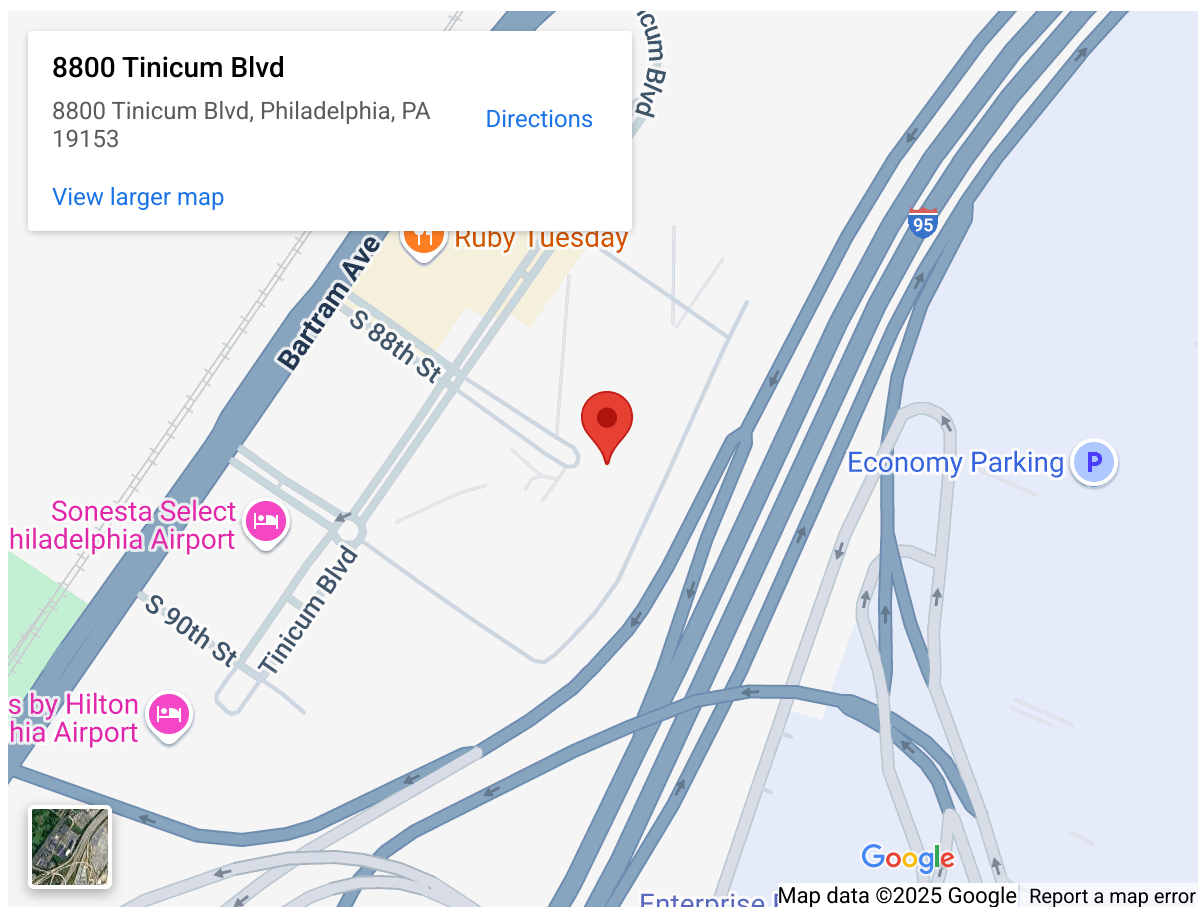 8800 Tinicum Blvd
8800 Tinicum Blvd, Philadelphia, PA
19153
Directions
View larger map
icum Blvd
95
Ruby Tuesday
Bartram Ave
S 88th St
Economy Parking
P
Sonesta Select
hiladelphia Airport
Tinicum Blvd
S 90th St
s by Hilton
hia Airport
Google
Enterprise
Map data ©2025 Google
Report a map error